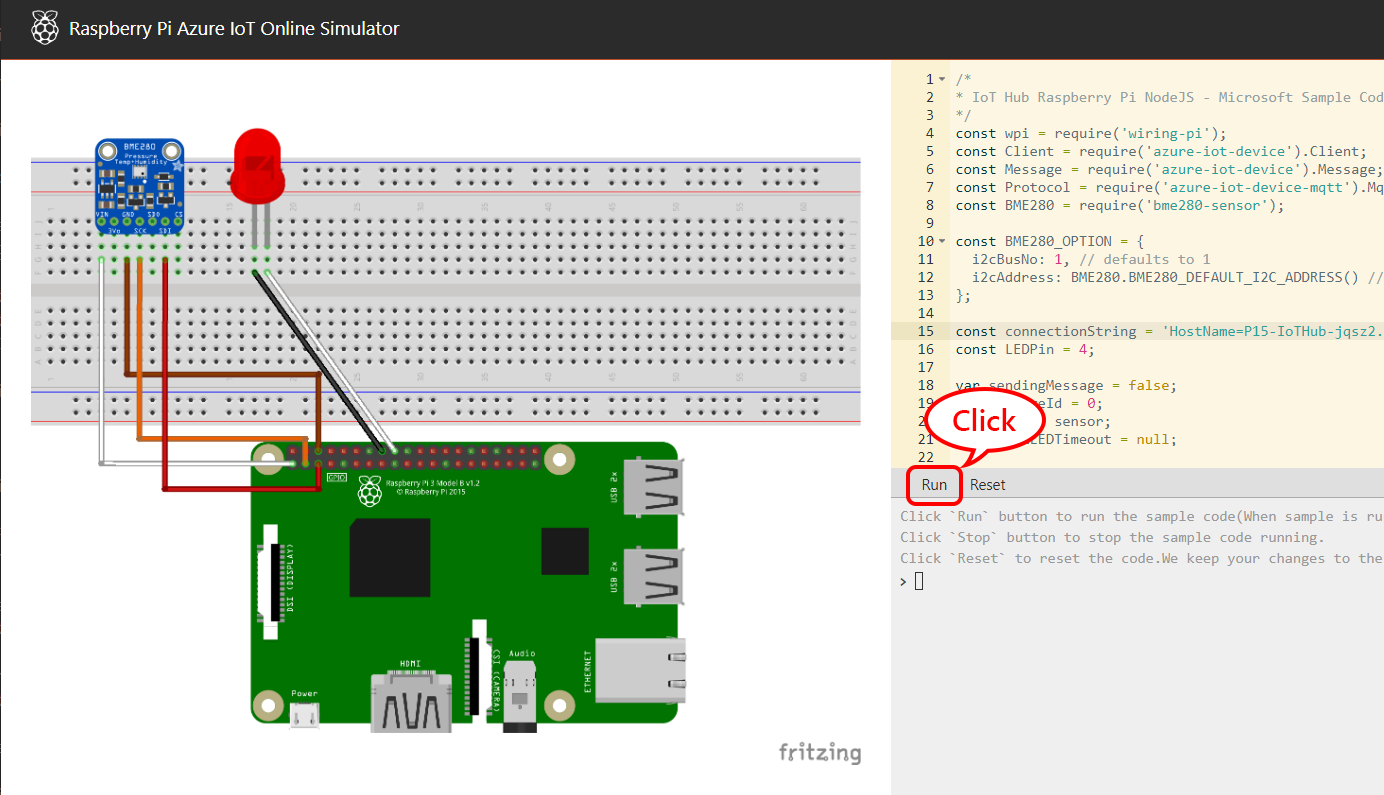 Raspberry Pi Azure IoT Online Simulator
BME280
Pressure
Temp+Humidity
VIN GND SDO CS
3Vo SCK SDI
GPIO
Raspberry Pi 3 Model B v1.2
© Raspberry Pi 2015
DSI (DISPLAY)
USB 2x
USB 2x
ETHERNET
Audio
CSI (CAMERA)
HDMI
Power
fritzing
1 /*
2 * IoT Hub Raspberry Pi NodeJS - Microsoft Sample Cod
3 */
4 const wpi = require('wiring-pi');
5 const Client = require('azure-iot-device').Client;
6 const Message = require('azure-iot-device').Message;
7 const Protocol = require('azure-iot-device-mqtt').Mq
8 const BME280 = require('bme280-sensor');
9
10 const BME280_OPTION = {
11 i2cBusNo: 1, // defaults to 1
12 i2cAddress: BME280.BME280_DEFAULT_I2C_ADDRESS() //
13 };
14
15 const connectionString = 'HostName=P15-IoTHub-jqsz2.
16 const LEDPin = 4;
17
18 var sendingMessage = false;
19 eId = 0;
sensor;
21 LEDTimeout = null;
22
Click
Run Reset
Click `Run` button to run the sample code(When sample is ru
Click `Stop` button to stop the sample code running.
Click `Reset` to reset the code.We keep your changes to the
>